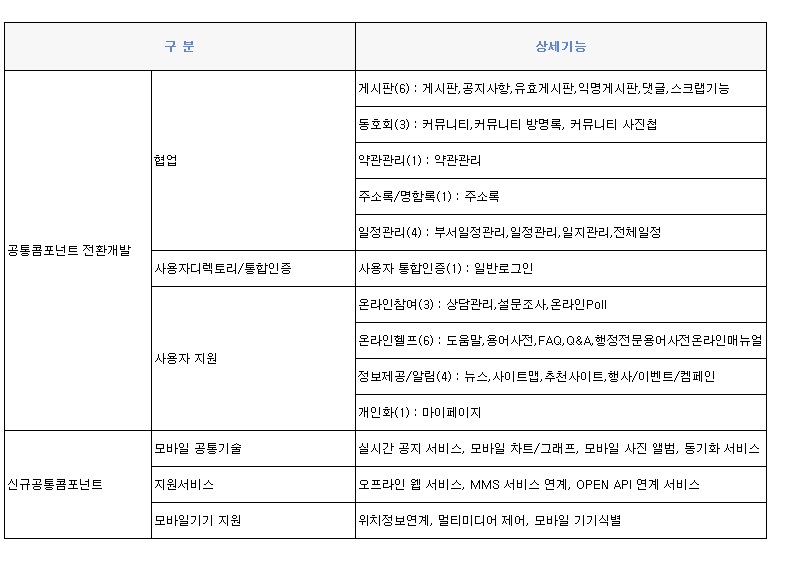 구 분
상세기능
공통콤포넌트 전환개발
협업
게시판(6) : 게시판,공지사항,유효게시판,익명게시판,댓글,스크랩기능
동호회(3) : 커뮤니티,커뮤니티 방명록, 커뮤니티 사진첩
약관관리(1) : 약관관리
주소록/명함록(1) : 주소록
일정관리(4) : 부서일정관리,일정관리,일지관리,전체일정
사용자디렉토리/통합인증
사용자 통합인증(1) : 일반로그인
사용자 지원
온라인참여(3) : 상담관리,설문조사,온라인Poll
온라인헬프(6) : 도움말,용어사전,FAQ,Q&A,행정전문용어사전온라인매뉴얼
정보제공/알림(4) : 뉴스,사이트맵,추천사이트,행사/이벤트/켐페인
개인화(1) : 마이페이지
신규공통콤포넌트
모바일 공통기술
실시간 공지 서비스, 모바일 차트/그래프, 모바일 사진 앨범, 동기화 서비스
지원서비스
오프라인 웹 서비스, MMS 서비스 연계, OPEN API 연계 서비스
모바일기기 지원
위치정보연계, 멀티미디어 제어, 모바일 기기식별